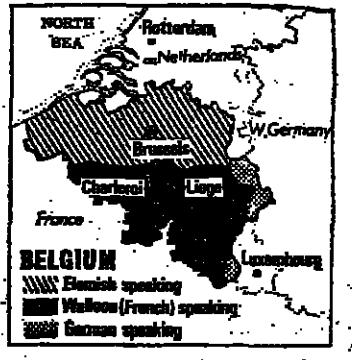 NORTH
SEA
Rotterdam
Netherlands
W. Germany
Brussels
Charleroi
Liege
France
Luxembourg
BELGIUM
Flemish speaking
Walloon (French) speaking
German speaking